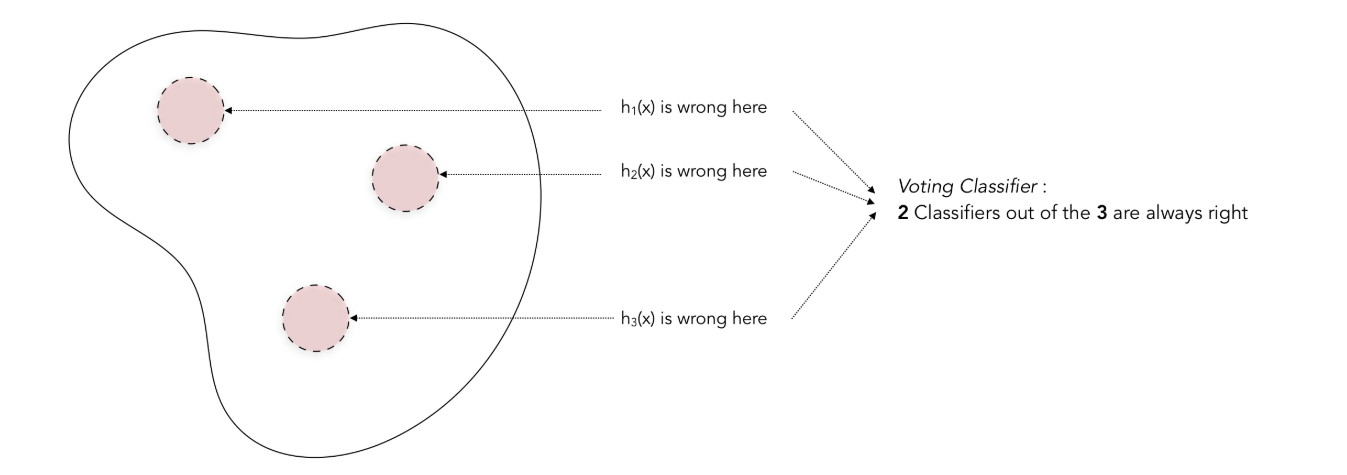 h₁(x) is wrong here
h₂(x) is wrong here
Voting Classifier :
2 Classifiers out of the 3 are always right
h₃(x) is wrong here